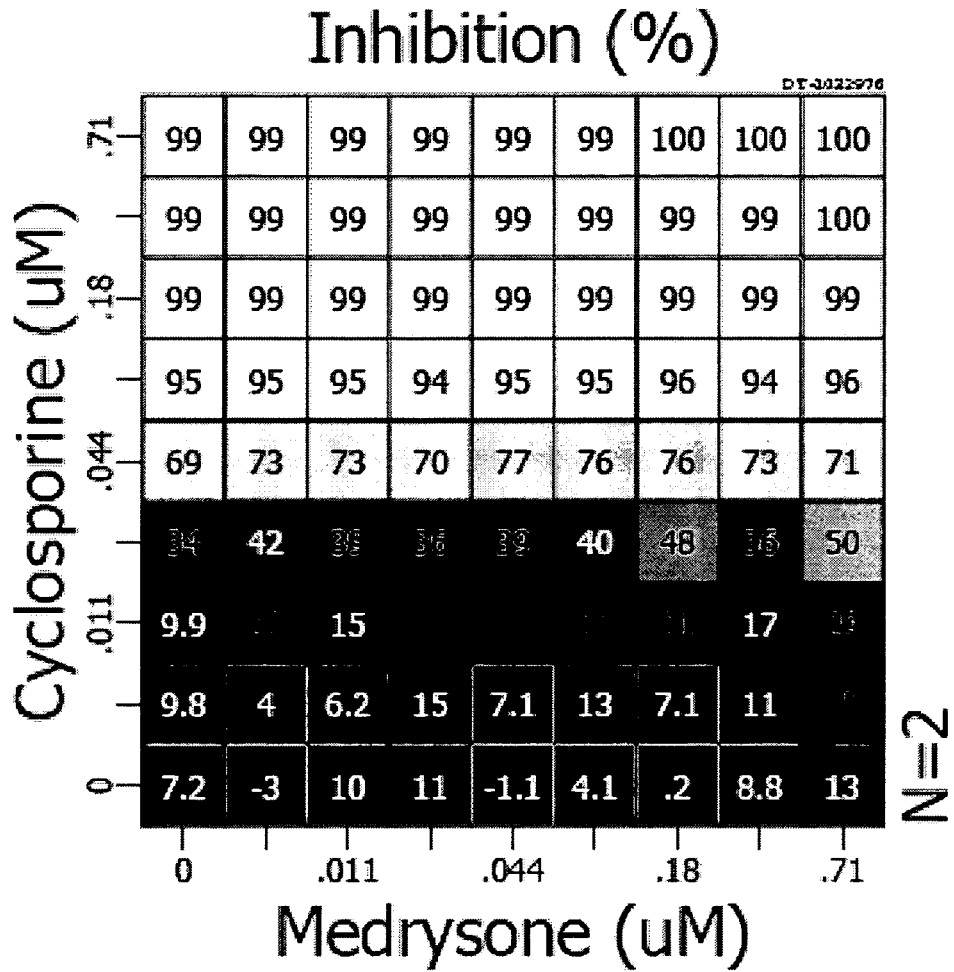 Inhibition (%)
DT-1022976
Cyclosporine (uM)
.71 99 99 99 99 99 99 100 100 100
99 99 99 99 99 99 99 99 100
.18 99 99 99 99 99 99 99 99 99
95 95 95 94 95 95 96 94 96
.044 69 73 73 70 77 76 76 73 71
34 42 36 39 40 48 36 50
.011 9.9 15 17
9.8 4 6.2 15 7.1 13 7.1 11
0 7.2 -3 10 11 -1.1 4.1 .2 8.8 13
0 .011 .044 .18 .71
Medrysone (uM)
N=2